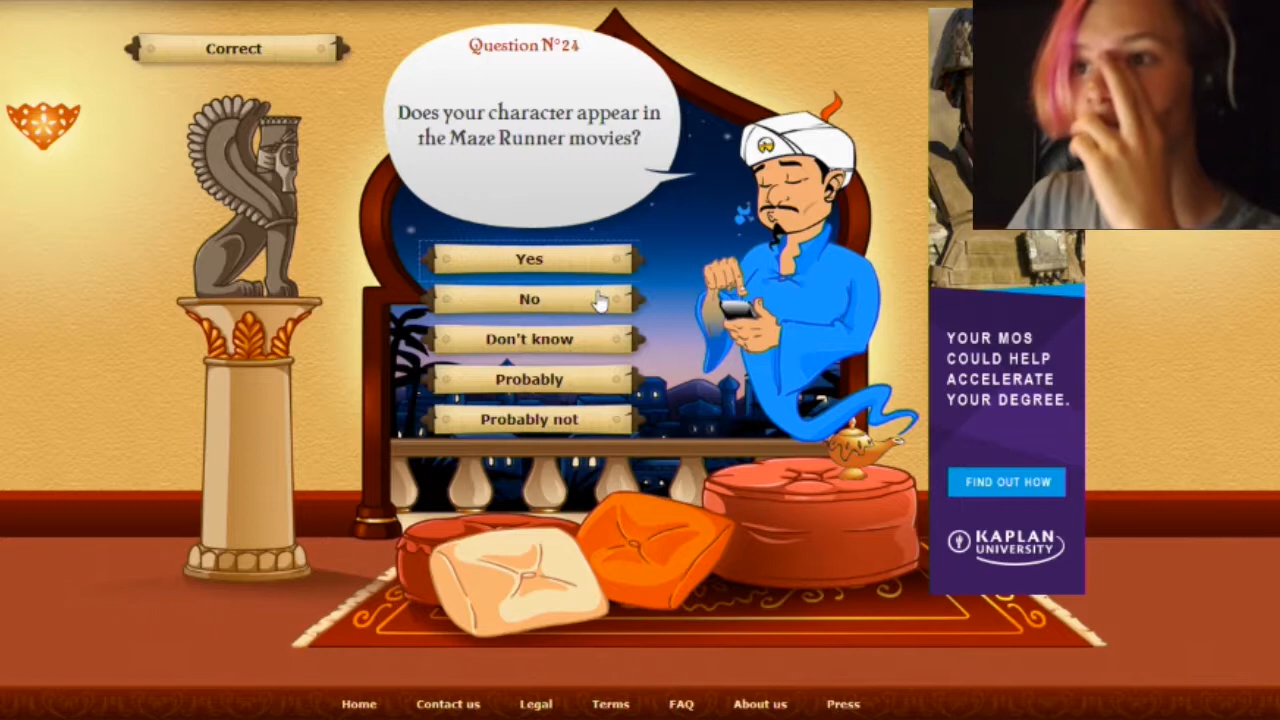 Correct
Question N°24
Does your character appear in
the Maze Runner movies?
Yes
No
Don't know
Probably
Probably not
YOUR MOS
COULD HELP
ACCELERATE
YOUR DEGREE.
FIND OUT HOW
KAPLAN
UNIVERSITY
Home
Contact us
Legal
Terms
FAQ
About us
Press